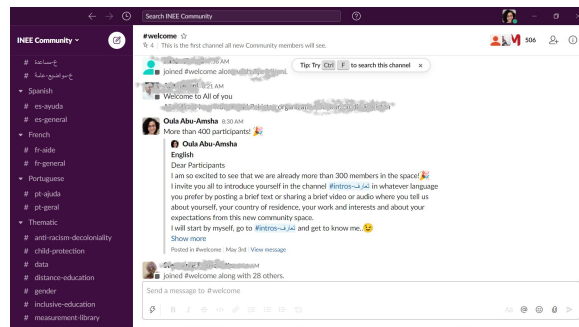 Search INEE Community
INEE Community
# غ-مساعدة
# غ-مواضيع-عامة
Spanish
# es-ayuda
# es-general
French
# fr-aide
# fr-general
Portuguese
# pt-ajuda
# pt-geral
Thematic
# anti-racism-decoloniality
# child-protection
# data
# distance-education
# gender
# inclusive-education
# measurement-library
#welcome
4 | This is the first channel all new Community members will see.
506
Tip: Try Ctrl F to search this channel
AM
joined #welcome along
8:21 AM
Welcome to All of you
Oula Abu-Amsha 8:30 AM
More than 400 participants! 🎉
Oula Abu-Amsha
English
Dear Participants
I am so excited to see that we are already more than 300 members in the space!🎉
I invite you all to introduce yourself in the channel #intros-تعارف in whatever language
you prefer by posting a brief text or sharing a brief video or audio where you tell us
about yourself, your country of residence, your work and interests and about your
expectations from this new community space.
I will start by myself, go to #intros-تعارف and get to know me..😉
Show more
Posted in #welcome | May 3rd | View message
AM
joined #welcome along with 28 others.
Send a message to #welcome